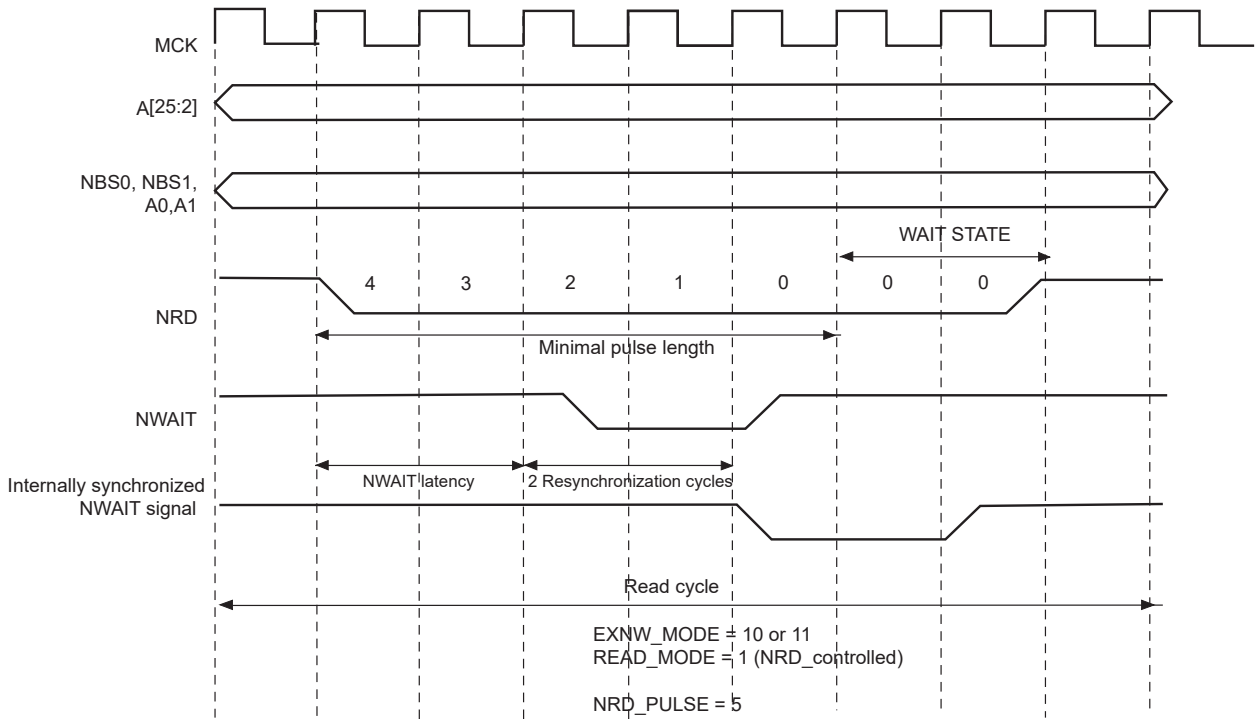 MCK
A[25:2]
NBS0, NBS1,
A0,A1
WAIT STATE
4 3 2 1 0 0 0
NRD
Minimal pulse length
NWAIT
NWAIT latency
2 Resynchronization cycles
Internally synchronized
NWAIT signal
Read cycle
EXNW_MODE = 10 or 11
READ_MODE = 1 (NRD_controlled)
NRD_PULSE = 5